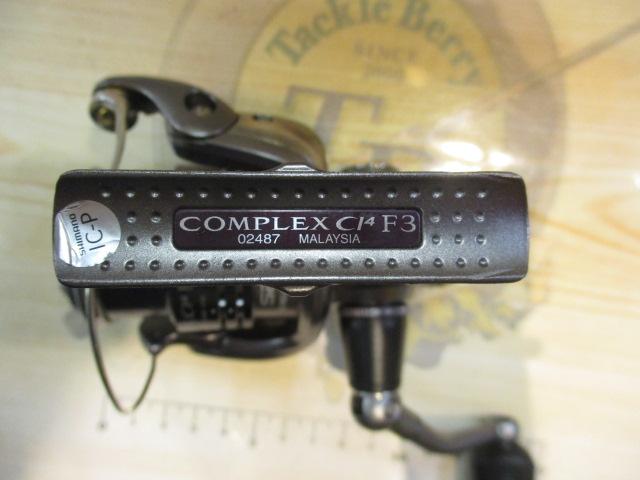 Tackle Berry
SINCE
COMPLEX CI4 F3
02487 MALAYSIA
IC-P
SHIMANO